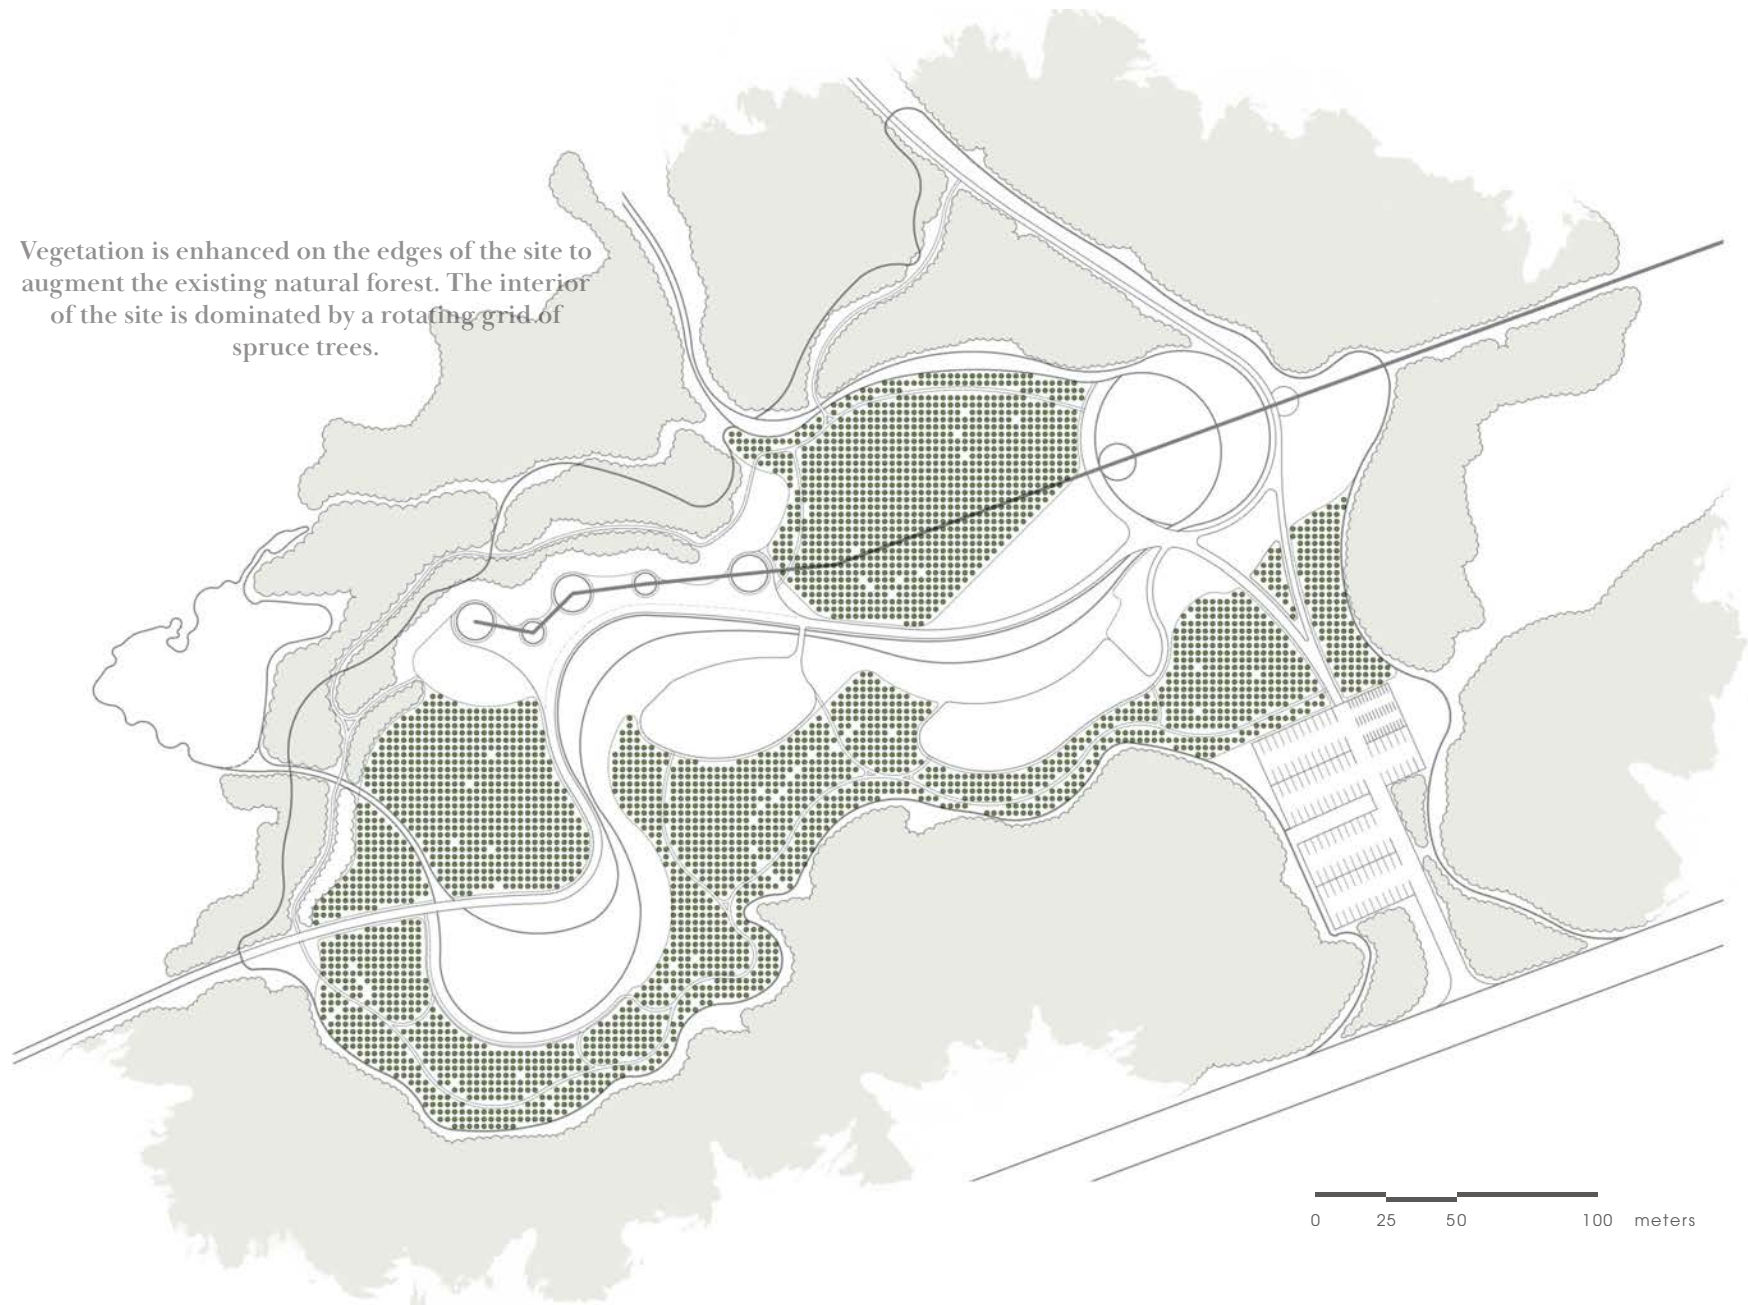 Vegetation is enhanced on the edges of the site to
augment the existing natural forest. The interior
of the site is dominated by a rotating grid of
spruce trees.
0 25 50 100 meters